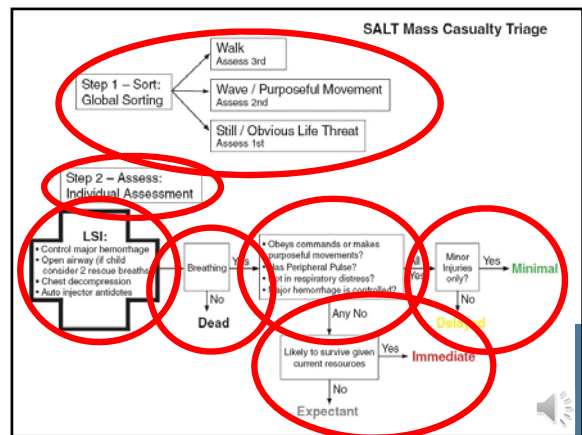 SALT Mass Casualty Triage
Walk
Assess 3rd
Step 1 – Sort:
Global Sorting
Wave / Purposeful Movement
Assess 2nd
Still / Obvious Life Threat
Assess 1st
Step 2 – Assess:
Individual Assessment
LSI:
• Control major hemorrhage
• Open airway (if child
consider 2 rescue breaths
• Chest decompression
• Auto injector antidotes
Breathing
Yes
No
Dead
• Obeys commands or makes
purposeful movements?
• Has Peripheral Pulse?
• Not in respiratory distress?
• Major hemorrhage is controlled?
All
Yes
Minor
Injuries
only?
Yes
Minimal
No
Delayed
Any No
Likely to survive given
current resources
Yes
Immediate
No
Expectant